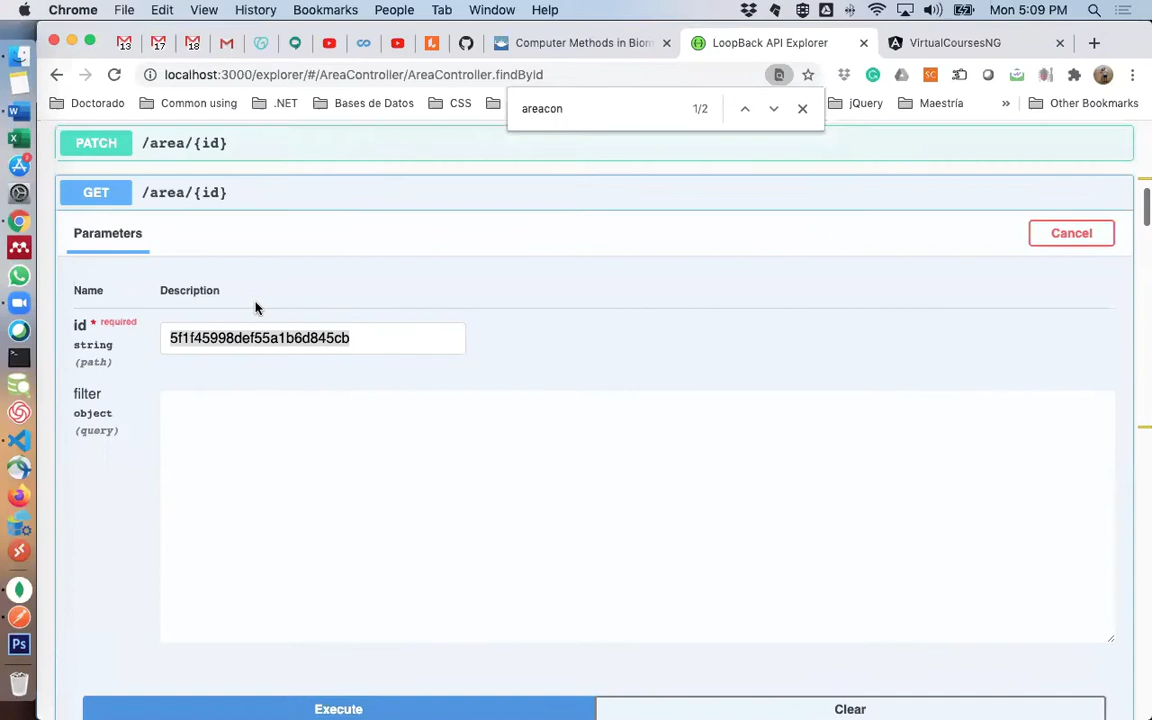 Chrome File Edit View History Bookmarks People Tab Window Help Mon 5:09 PM
13 17 18 Computer Methods in Biom LoopBack API Explorer VirtualCoursesNG
localhost:3000/explorer/#/AreaController/AreaController.findById
Doctorado Common using .NET Bases de Datos CSS jQuery Maestría » Other Bookmarks
areacon 1/2
PATCH /area/{id}
GET /area/{id}
Parameters Cancel
Name Description
id * required
string
(path)
5f1f45998def55a1b6d845cb
filter
object
(query)
Execute Clear